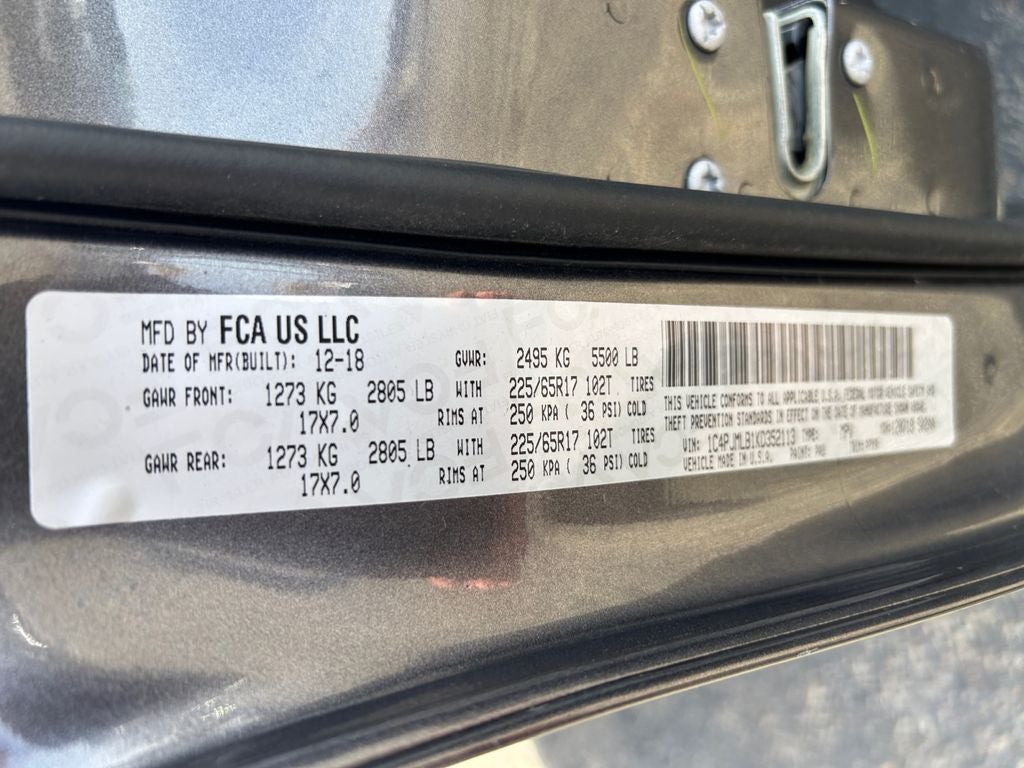 MFD BY FCA US LLC
DATE OF MFR(BUILT): 12-18 GVWR: 2495 KG 5500 LB
GAWR FRONT: 1273 KG 2805 LB WITH 225/65R17 102T TIRES
17X7.0 RIMS AT 250 KPA ( 36 PSI) COLD
GAWR REAR: 1273 KG 2805 LB WITH 225/65R17 102T TIRES
17X7.0 RIMS AT 250 KPA ( 36 PSI) COLD
THIS VEHICLE CONFORMS TO ALL APPLICABLE U.S.A. FEDERAL MOTOR VEHICLE SAFETY AND
THEFT PREVENTION STANDARDS IN EFFECT ON THE DATE OF MANUFACTURE SHOWN ABOVE.
VIN: 1C4PJMLB1KD352113 TYPE: MPV
VEHICLE MADE IN U.S.A. PAINT: PAU